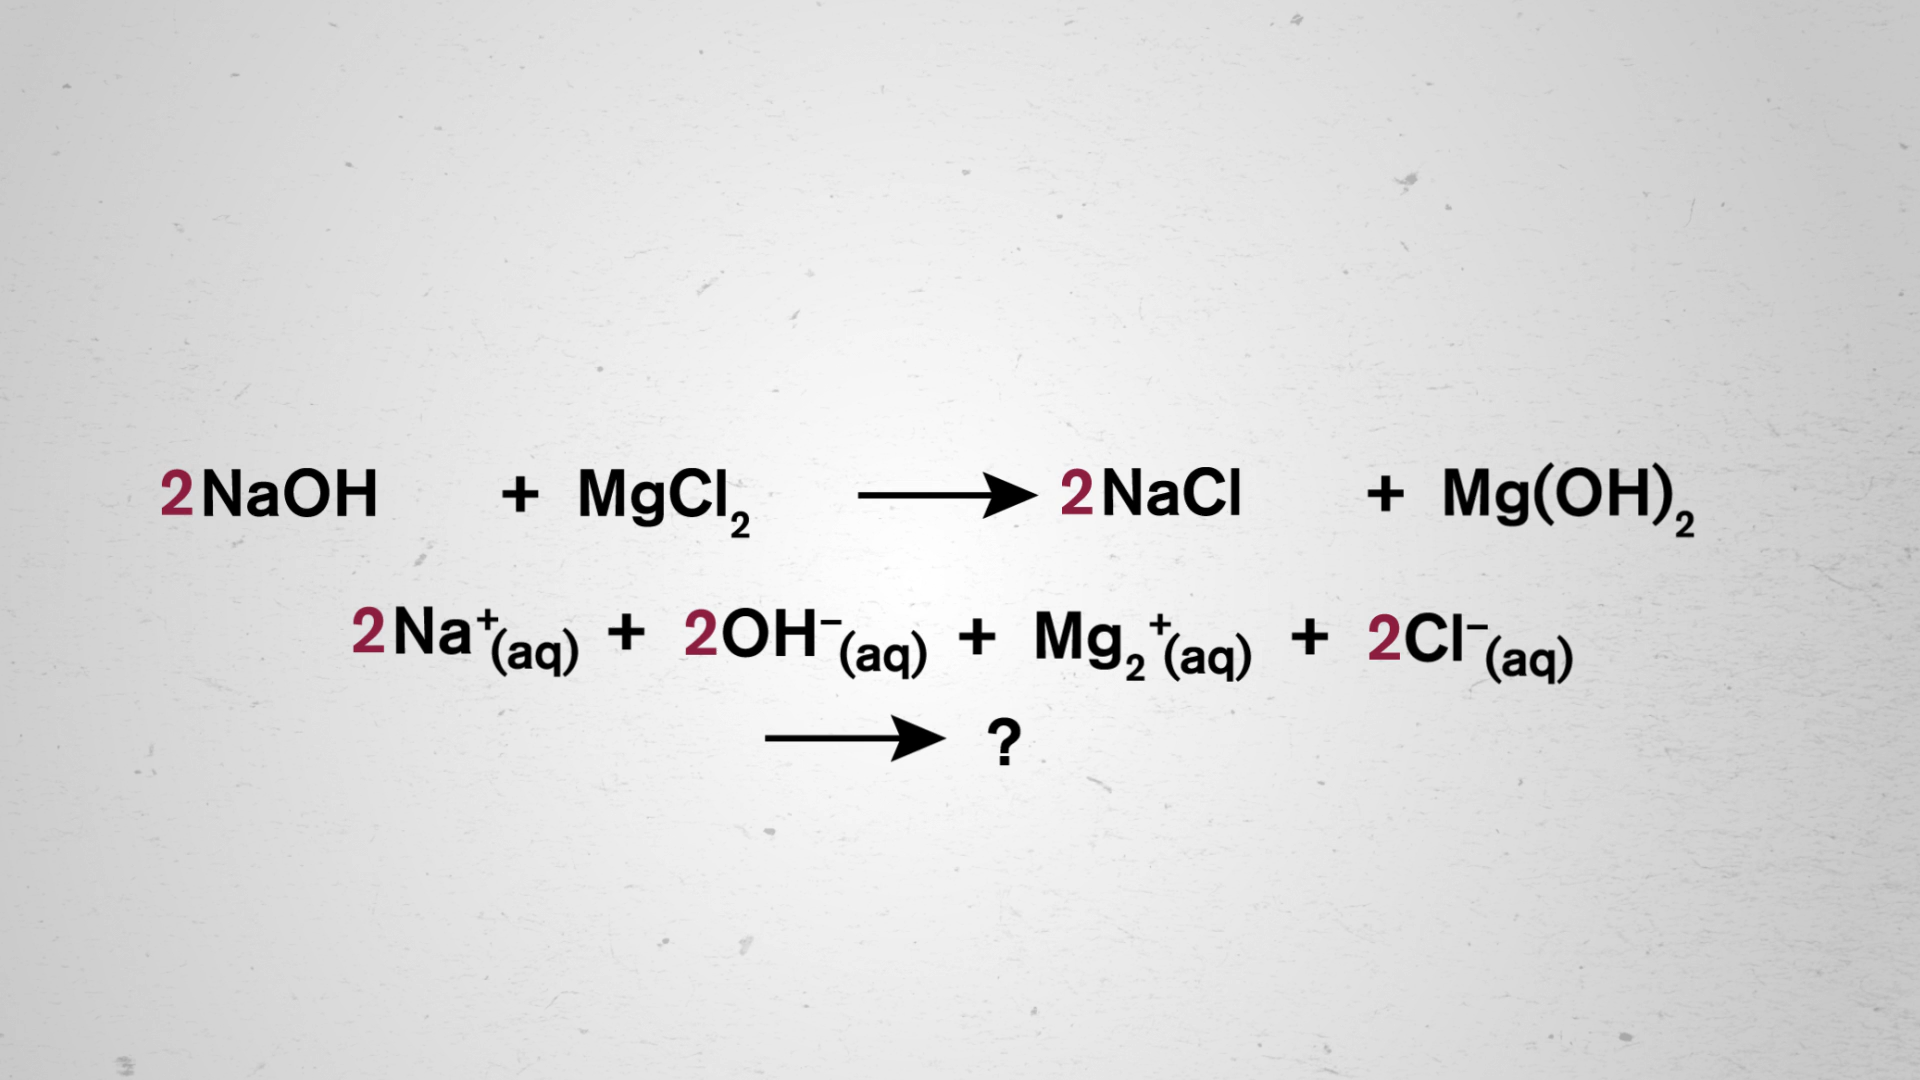 2NaOH + MgCl₂ ⟶ 2NaCl + Mg(OH)₂
2Na⁺(aq) + 2OH⁻(aq) + Mg₂⁺(aq) + 2Cl⁻(aq)
⟶ ?